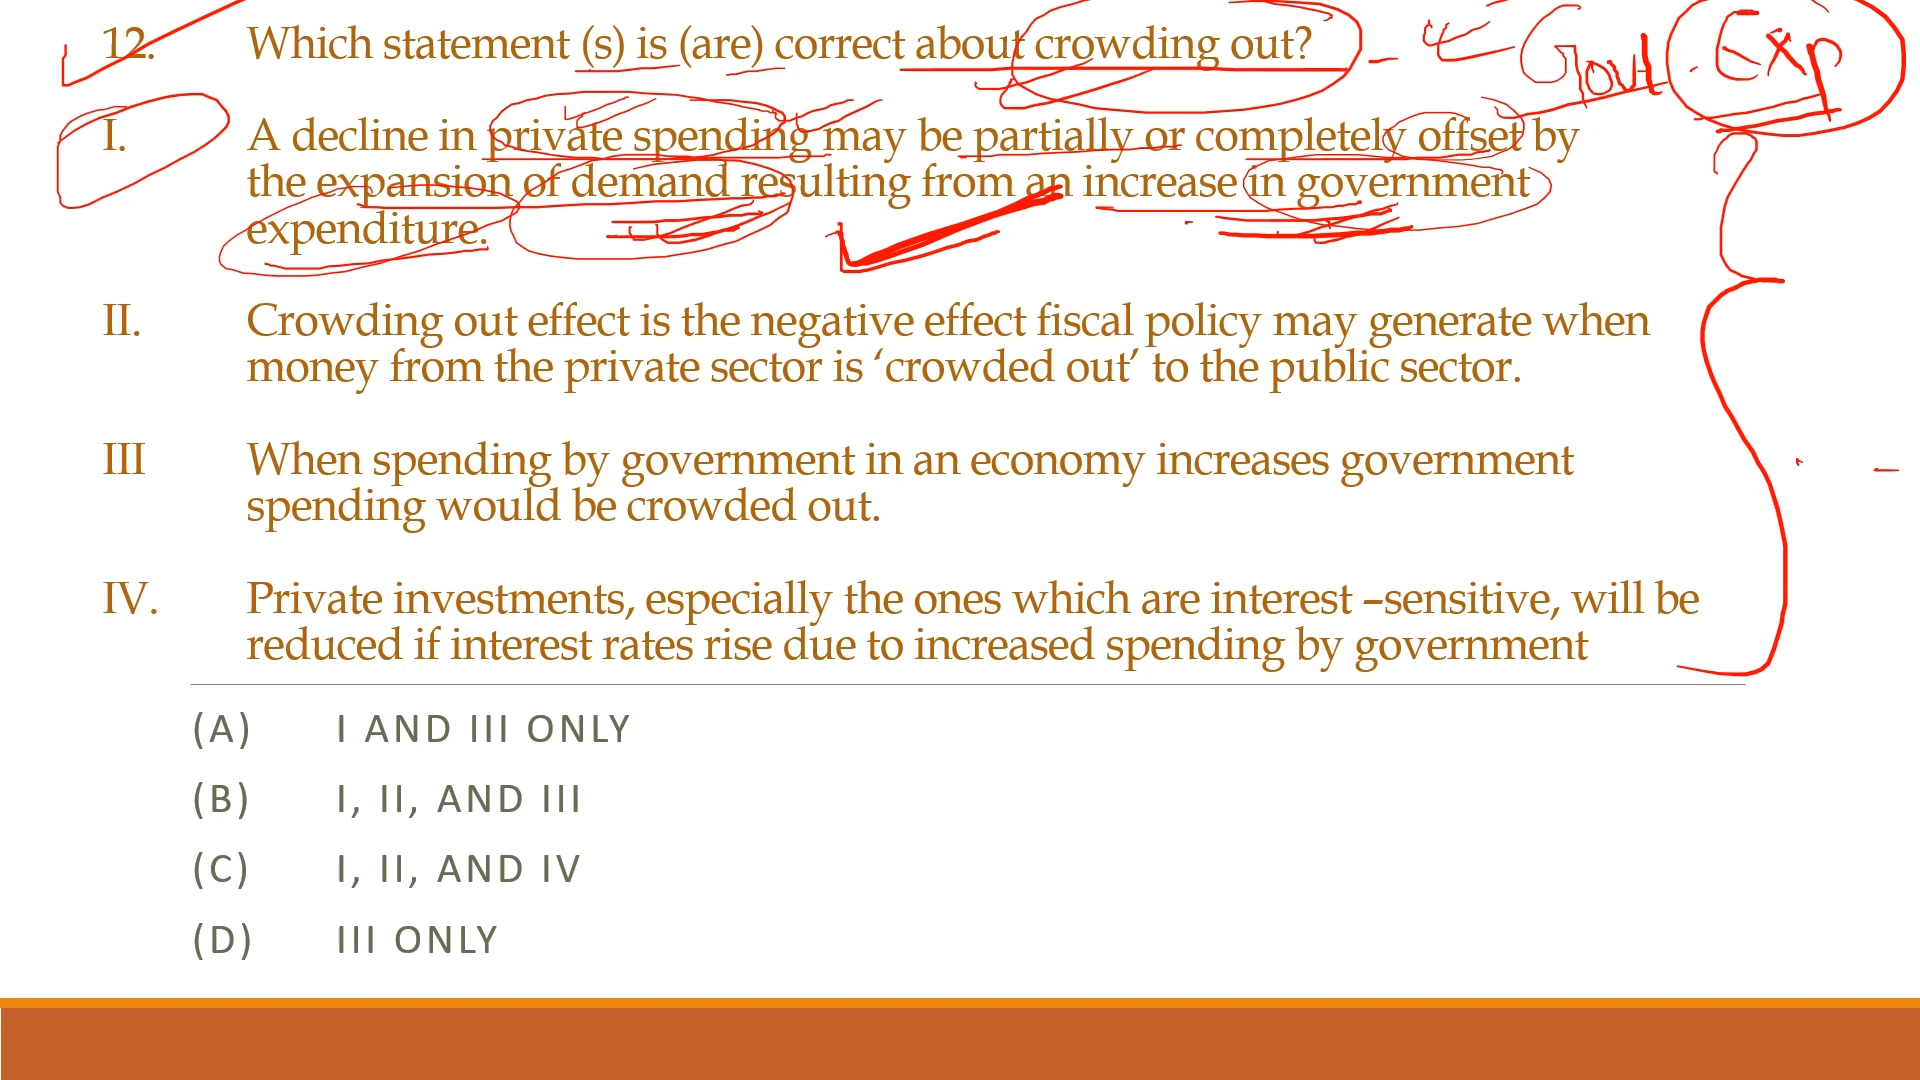 12. Which statement (s) is (are) correct about crowding out? Govt. Exp
I. A decline in private spending may be partially or completely offset by
the expansion of demand resulting from an increase in government
expenditure.
II. Crowding out effect is the negative effect fiscal policy may generate when
money from the private sector is ‘crowded out’ to the public sector.
III When spending by government in an economy increases government
spending would be crowded out.
IV. Private investments, especially the ones which are interest –sensitive, will be
reduced if interest rates rise due to increased spending by government
(A) I AND III ONLY
(B) I, II, AND III
(C) I, II, AND IV
(D) III ONLY